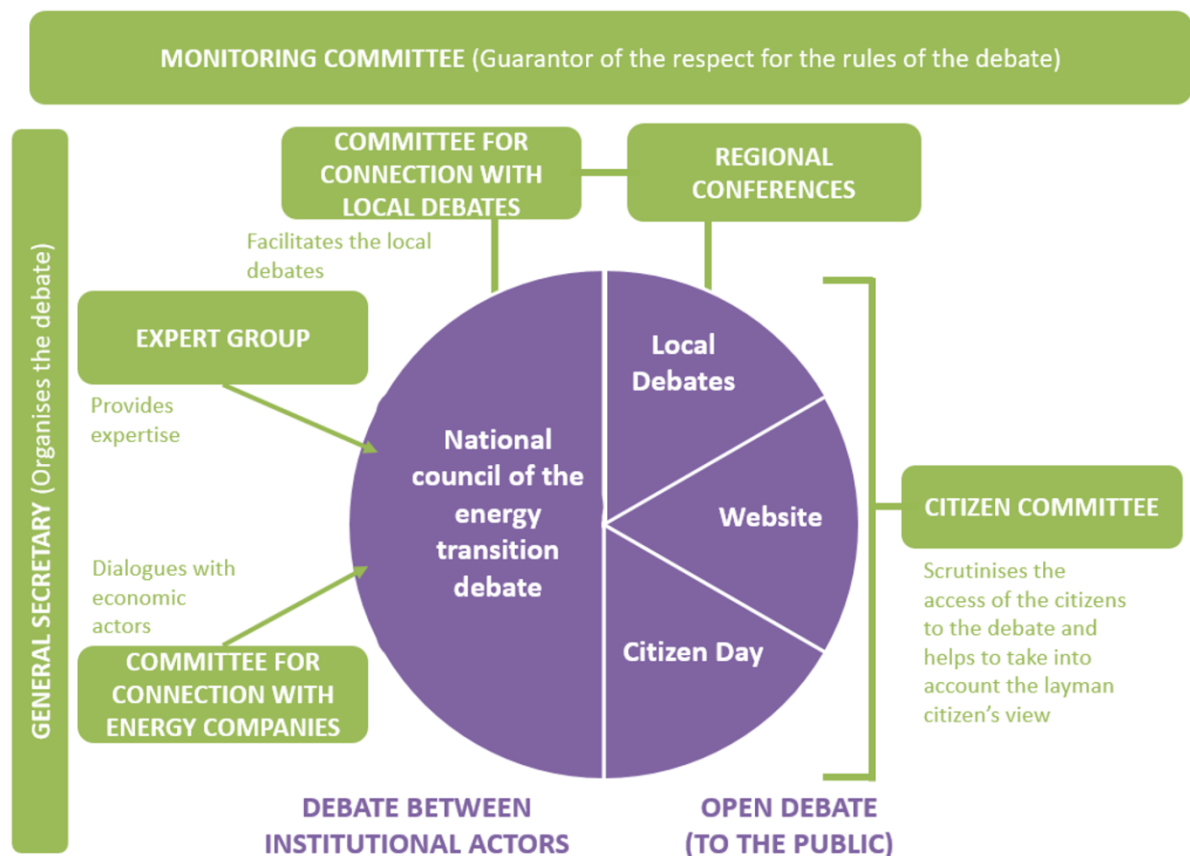 MONITORING COMMITTEE (Guarantor of the respect for the rules of the debate)
GENERAL SECRETARY (Organises the debate)
COMMITTEE FOR
CONNECTION WITH
LOCAL DEBATES
REGIONAL
CONFERENCES
Facilitates the local
debates
EXPERT GROUP
Provides
expertise
Dialogues with
economic
actors
COMMITTEE FOR
CONNECTION WITH
ENERGY COMPANIES
National
council of the
energy
transition
debate
Local
Debates
Website
Citizen Day
CITIZEN COMMITTEE
Scrutinises the
access of the citizens
to the debate and
helps to take into
account the layman
citizen's view
DEBATE BETWEEN
INSTITUTIONAL ACTORS
OPEN DEBATE
(TO THE PUBLIC)